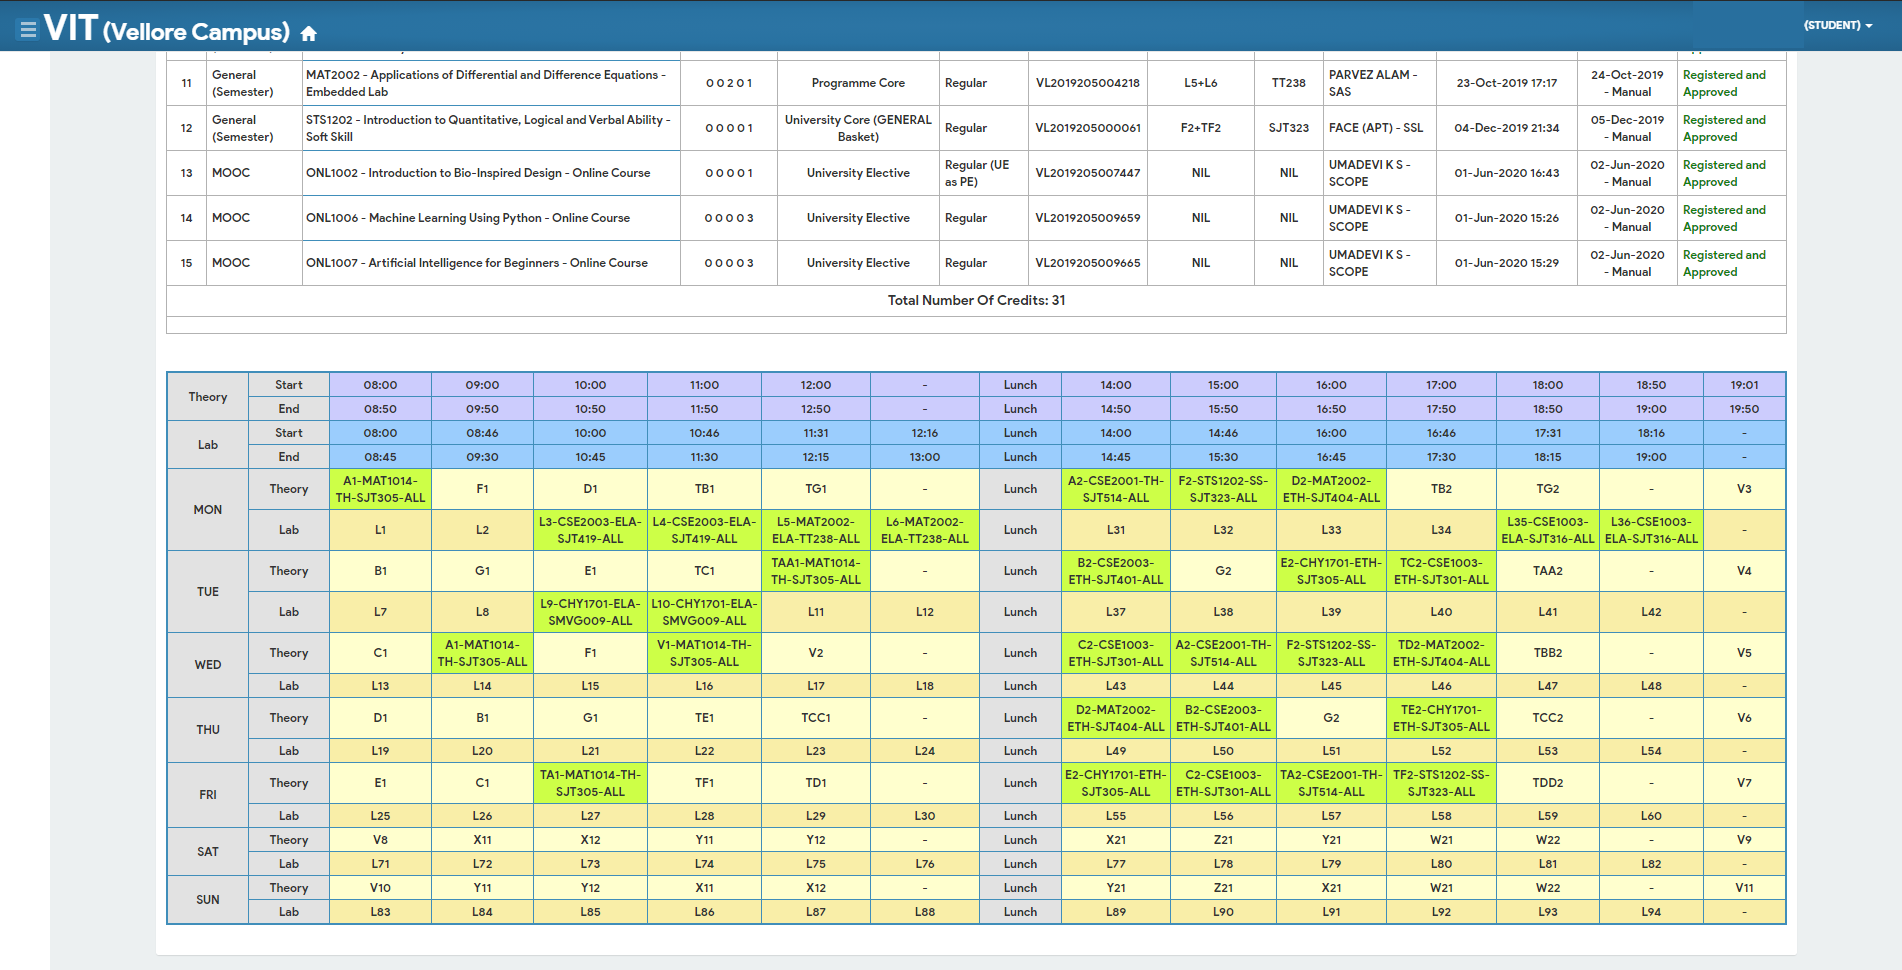 VIT (Vellore Campus)
(STUDENT)
11 General (Semester) MAT2002 - Applications of Differential and Difference Equations - Embedded Lab 0 0 2 0 1 Programme Core Regular VL2019205004218 L5+L6 TT238 PARVEZ ALAM - SAS 23-Oct-2019 17:17 24-Oct-2019 - Manual Registered and Approved
12 General (Semester) STS1202 - Introduction to Quantitative, Logical and Verbal Ability - Soft Skill 0 0 0 0 1 University Core (GENERAL Basket) Regular VL2019205000061 F2+TF2 SJT323 FACE (APT) - SSL 04-Dec-2019 21:34 05-Dec-2019 - Manual Registered and Approved
13 MOOC ONL1002 - Introduction to Bio-Inspired Design - Online Course 0 0 0 0 1 University Elective Regular (UE as PE) VL2019205007447 NIL NIL UMADEVI K S - SCOPE 01-Jun-2020 16:43 02-Jun-2020 - Manual Registered and Approved
14 MOOC ONL1006 - Machine Learning Using Python - Online Course 0 0 0 0 3 University Elective Regular VL2019205009659 NIL NIL UMADEVI K S - SCOPE 01-Jun-2020 15:26 02-Jun-2020 - Manual Registered and Approved
15 MOOC ONL1007 - Artificial Intelligence for Beginners - Online Course 0 0 0 0 3 University Elective Regular VL2019205009665 NIL NIL UMADEVI K S - SCOPE 01-Jun-2020 15:29 02-Jun-2020 - Manual Registered and Approved
Total Number Of Credits: 31
Theory Start 08:00 09:00 10:00 11:00 12:00 - Lunch 14:00 15:00 16:00 17:00 18:00 18:50 19:01
End 08:50 09:50 10:50 11:50 12:50 - Lunch 14:50 15:50 16:50 17:50 18:50 19:00 19:50
Lab Start 08:00 08:46 10:00 10:46 11:31 12:16 Lunch 14:00 14:46 16:00 16:46 17:31 18:16 -
End 08:45 09:30 10:45 11:30 12:15 13:00 Lunch 14:45 15:30 16:45 17:30 18:15 19:00 -
MON Theory A1-MAT1014-TH-SJT305-ALL F1 D1 TB1 TG1 - Lunch A2-CSE2001-TH-SJT514-ALL F2-STS1202-SS-SJT323-ALL D2-MAT2002-ETH-SJT404-ALL TB2 TG2 - V3
Lab L1 L2 L3-CSE2003-ELA-SJT419-ALL L4-CSE2003-ELA-SJT419-ALL L5-MAT2002-ELA-TT238-ALL L6-MAT2002-ELA-TT238-ALL Lunch L31 L32 L33 L34 L35-CSE1003-ELA-SJT316-ALL L36-CSE1003-ELA-SJT316-ALL -
TUE Theory B1 G1 E1 TC1 TAA1-MAT1014-TH-SJT305-ALL - Lunch B2-CSE2003-ETH-SJT401-ALL G2 E2-CHY1701-ETH-SJT305-ALL TC2-CSE1003-ETH-SJT301-ALL TAA2 - V4
Lab L7 L8 L9-CHY1701-ELA-SMVG009-ALL L10-CHY1701-ELA-SMVG009-ALL L11 L12 Lunch L37 L38 L39 L40 L41 L42 -
WED Theory C1 A1-MAT1014-TH-SJT305-ALL F1 V1-MAT1014-TH-SJT305-ALL V2 - Lunch C2-CSE1003-ETH-SJT301-ALL A2-CSE2001-TH-SJT514-ALL F2-STS1202-SS-SJT323-ALL TD2-MAT2002-ETH-SJT404-ALL TBB2 - V5
Lab L13 L14 L15 L16 L17 L18 Lunch L43 L44 L45 L46 L47 L48 -
THU Theory D1 B1 G1 TE1 TCC1 - Lunch D2-MAT2002-ETH-SJT404-ALL B2-CSE2003-ETH-SJT401-ALL G2 TE2-CHY1701-ETH-SJT305-ALL TCC2 - V6
Lab L19 L20 L21 L22 L23 L24 Lunch L49 L50 L51 L52 L53 L54 -
FRI Theory E1 C1 TA1-MAT1014-TH-SJT305-ALL TF1 TD1 - Lunch E2-CHY1701-ETH-SJT305-ALL C2-CSE1003-ETH-SJT301-ALL TA2-CSE2001-TH-SJT514-ALL TF2-STS1202-SS-SJT323-ALL TDD2 - V7
Lab L25 L26 L27 L28 L29 L30 Lunch L55 L56 L57 L58 L59 L60 -
SAT Theory V8 X11 X12 Y11 Y12 - Lunch X21 Z21 Y21 W21 W22 - V9
Lab L71 L72 L73 L74 L75 L76 Lunch L77 L78 L79 L80 L81 L82 -
SUN Theory V10 Y11 Y12 X11 X12 - Lunch Y21 Z21 X21 W21 W22 - V11
Lab L83 L84 L85 L86 L87 L88 Lunch L89 L90 L91 L92 L93 L94 -